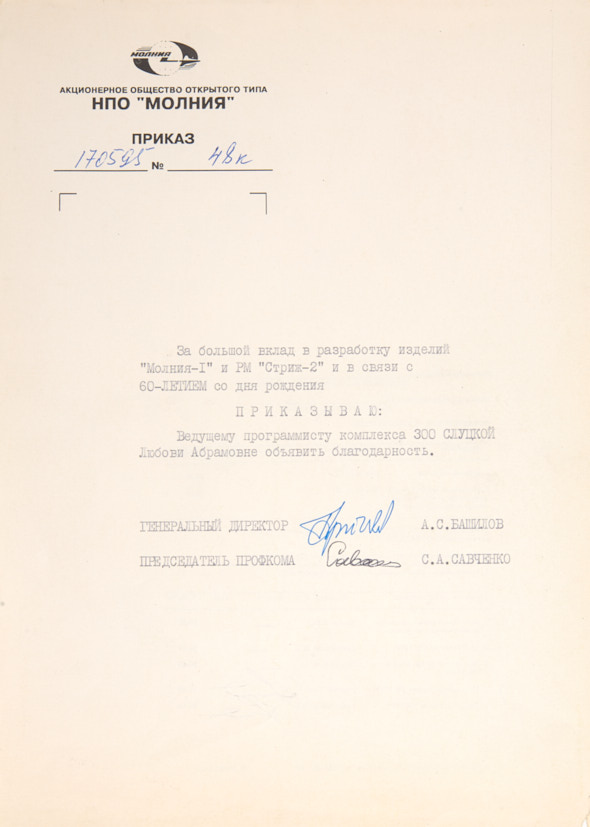 МОЛНИЯ
АКЦИОНЕРНОЕ ОБЩЕСТВО ОТКРЫТОГО ТИПА
НПО "МОЛНИЯ"
ПРИКАЗ
170595 № 48к
За большой вклад в разработку изделий
"Молния-I" и РМ "Стриж-2" и в связи с
60-ЛЕТИЕМ со дня рождения
П Р И К А З Ы В А Ю:
Ведущему программисту комплекса 300 СЛУЦКОЙ
Любови Абрамовне объявить благодарность.
ГЕНЕРАЛЬНЫЙ ДИРЕКТОР А.С.БАШИЛОВ
ПРЕДСЕДАТЕЛЬ ПРОФКОМА С.А.САВЧЕНКО